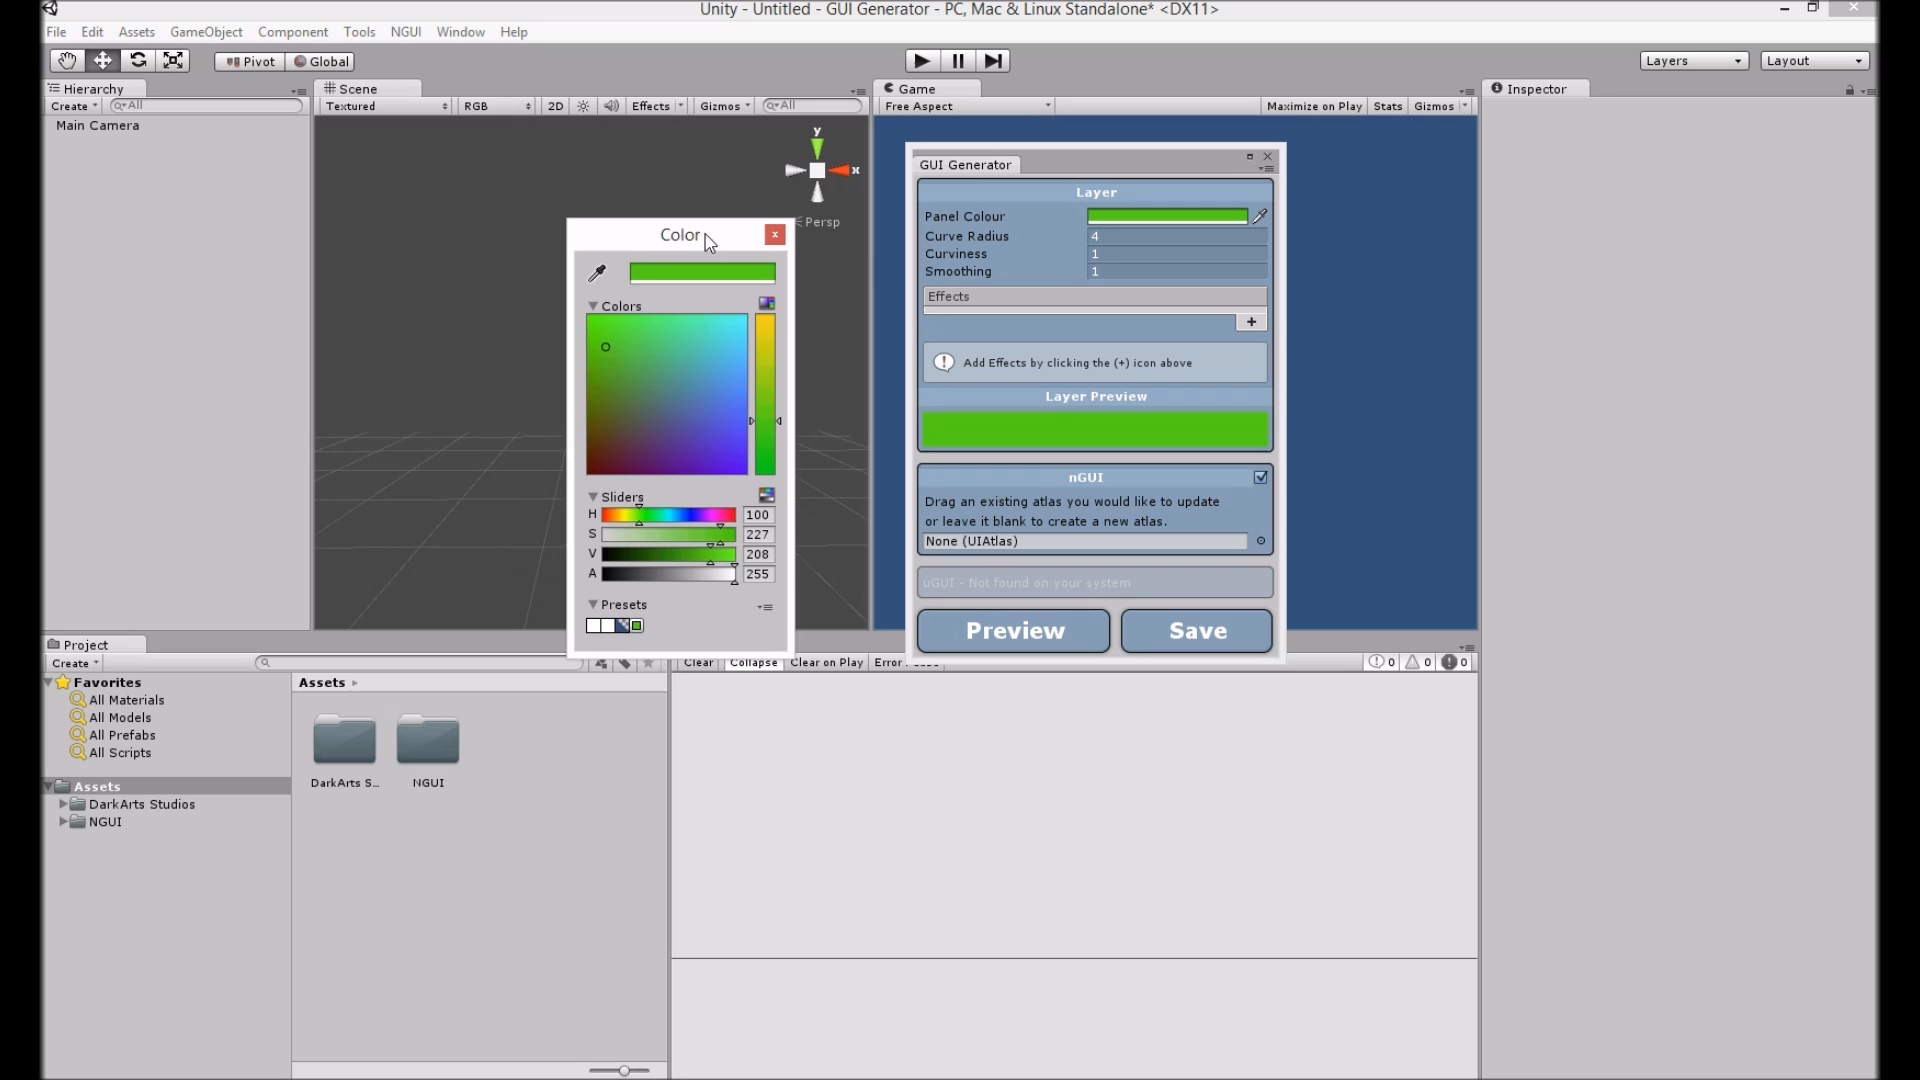 Unity - Untitled - GUI Generator - PC, Mac & Linux Standalone* <DX11>
File Edit Assets GameObject Component Tools NGUI Window Help
Pivot Global Layers Layout
Hierarchy
Create All
Main Camera
Scene
Textured RGB 2D Effects Gizmos All
y
x
Persp
Game
Free Aspect Maximize on Play Stats Gizmos
Inspector
Color
Colors
Sliders
H 100
S 227
V 208
A 255
Presets
GUI Generator
Layer
Panel Colour
Curve Radius 4
Curviness 1
Smoothing 1
Effects
+
Add Effects by clicking the (+) icon above
Layer Preview
nGUI
Drag an existing atlas you would like to update
or leave it blank to create a new atlas.
None (UIAtlas)
uGUI - Not found on your system
Preview Save
Project
Create
Favorites
All Materials
All Models
All Prefabs
All Scripts
Assets
DarkArts Studios
NGUI
Assets
DarkArts S...
NGUI
Clear Collapse Clear on Play Error 0 0 0